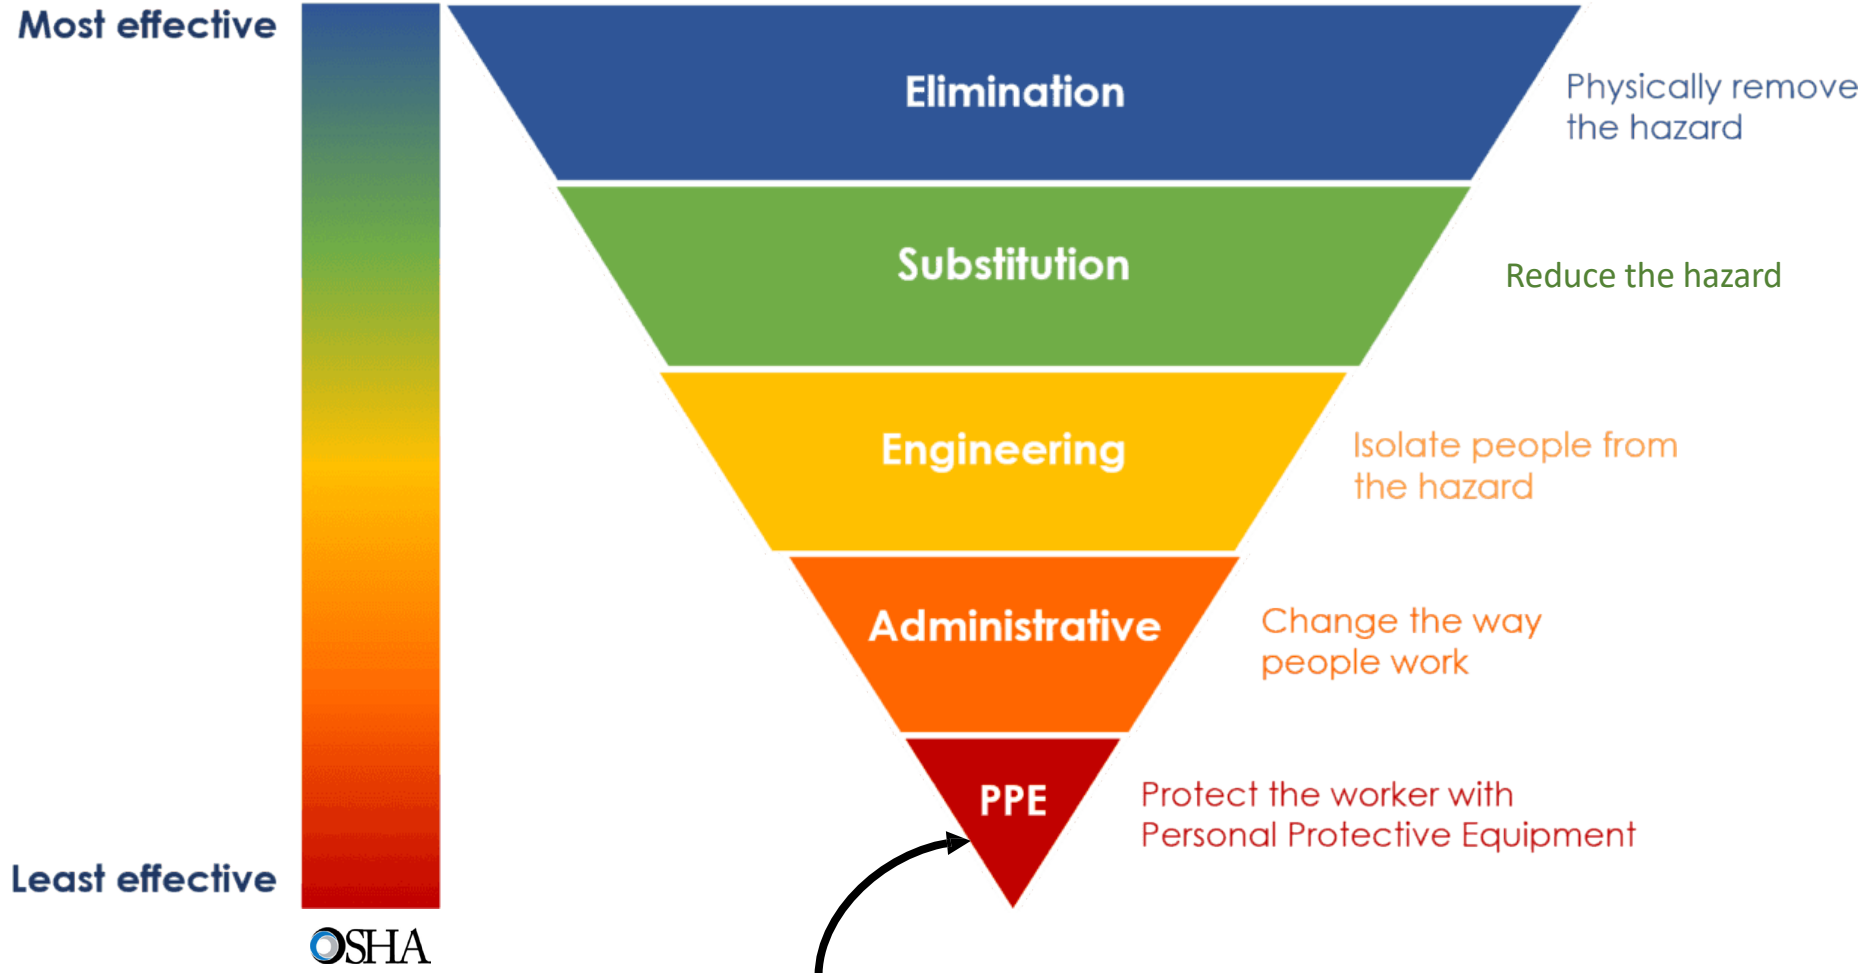 Most effective
Elimination
Physically remove
the hazard
Substitution
Reduce the hazard
Engineering
Isolate people from
the hazard
Administrative
Change the way
people work
PPE
Protect the worker with
Personal Protective Equipment
Least effective
OSHA